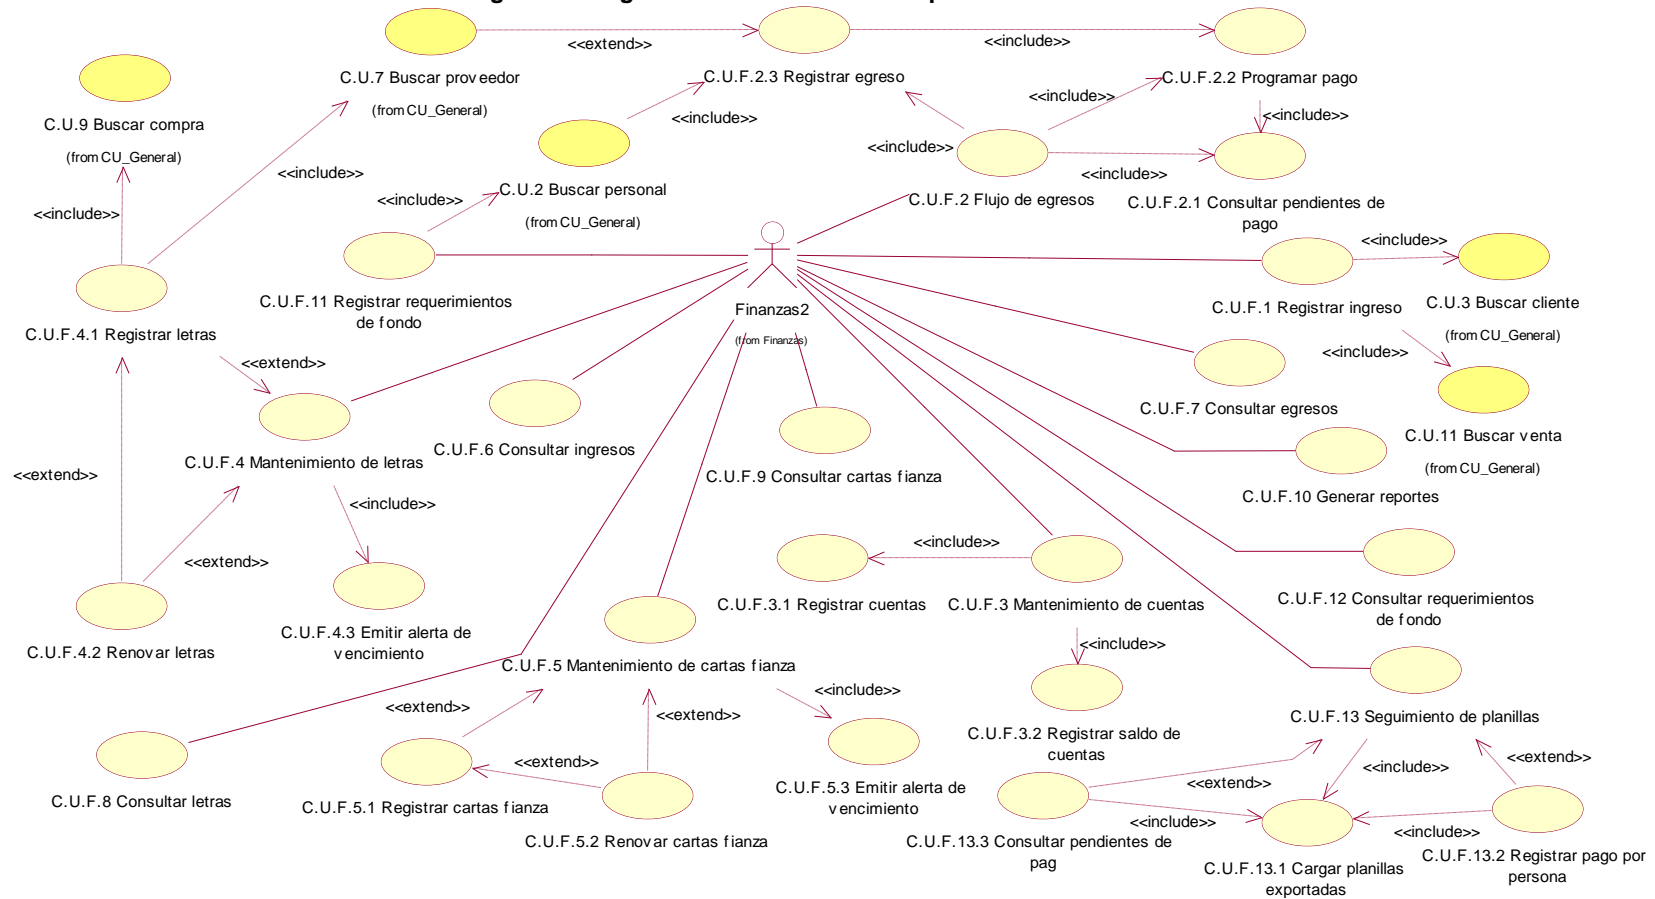 <<extend>>
<<include>>
C.U.7 Buscar proveedor
(from CU_General)
C.U.F.2.3 Registrar egreso
C.U.F.2.2 Programar pago
C.U.9 Buscar compra
(from CU_General)
<<include>>
<<include>>
<<include>>
<<include>>
<<include>>
<<include>>
<<include>>
C.U.2 Buscar personal
(from CU_General)
C.U.F.2 Flujo de egresos
C.U.F.2.1 Consultar pendientes de
pago
<<include>>
<<include>>
<<include>>
C.U.F.11 Registrar requerimientos
de fondo
Finanzas2
(from Finanzas)
C.U.F.1 Registrar ingreso
C.U.3 Buscar cliente
(from CU_General)
C.U.F.4.1 Registrar letras
<<extend>>
<<include>>
C.U.F.7 Consultar egresos
C.U.11 Buscar venta
(from CU_General)
C.U.F.6 Consultar ingresos
C.U.F.4 Mantenimiento de letras
<<extend>>
C.U.F.9 Consultar cartas fianza
C.U.F.10 Generar reportes
<<include>>
<<extend>>
<<include>>
C.U.F.3.1 Registrar cuentas
C.U.F.3 Mantenimiento de cuentas
C.U.F.12 Consultar requerimientos
de fondo
C.U.F.4.2 Renovar letras
C.U.F.4.3 Emitir alerta de
vencimiento
C.U.F.5 Mantenimiento de cartas fianza
<<include>>
<<extend>>
<<extend>>
<<include>>
C.U.F.13 Seguimiento de planillas
C.U.F.3.2 Registrar saldo de
cuentas
<<extend>>
<<extend>>
<<include>>
<<extend>>
C.U.F.8 Consultar letras
C.U.F.5.1 Registrar cartas fianza
C.U.F.5.3 Emitir alerta de
vencimiento
<<include>>
<<include>>
C.U.F.5.2 Renovar cartas fianza
C.U.F.13.3 Consultar pendientes de
pag
C.U.F.13.1 Cargar planillas
exportadas
C.U.F.13.2 Registrar pago por
persona